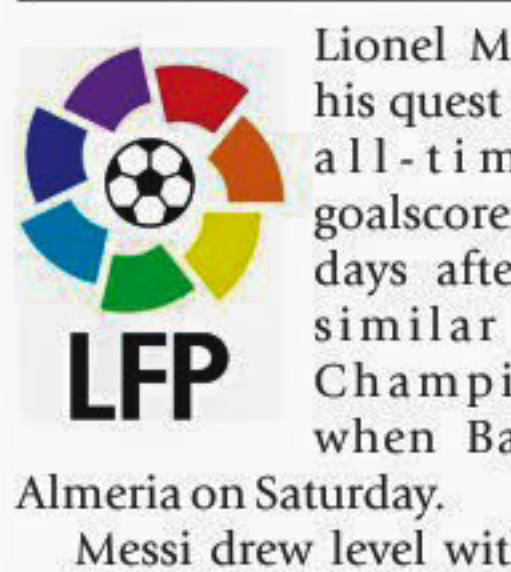 Lionel M
his quest
all-tim
goalscore
days afte
similar
Champi
when Ba
LFP
Almeria on Saturday.
Messi drew level wit